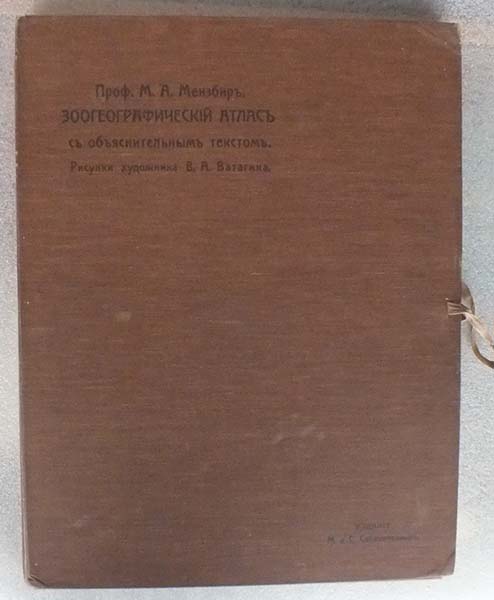 Проф. М. А. Мензбиръ.
ЗООГЕОГРАФИЧЕСКІЙ АТЛАСЪ
съ объяснительнымъ текстомъ.
Рисунки художника В. А. Ватагина.
М. и С.